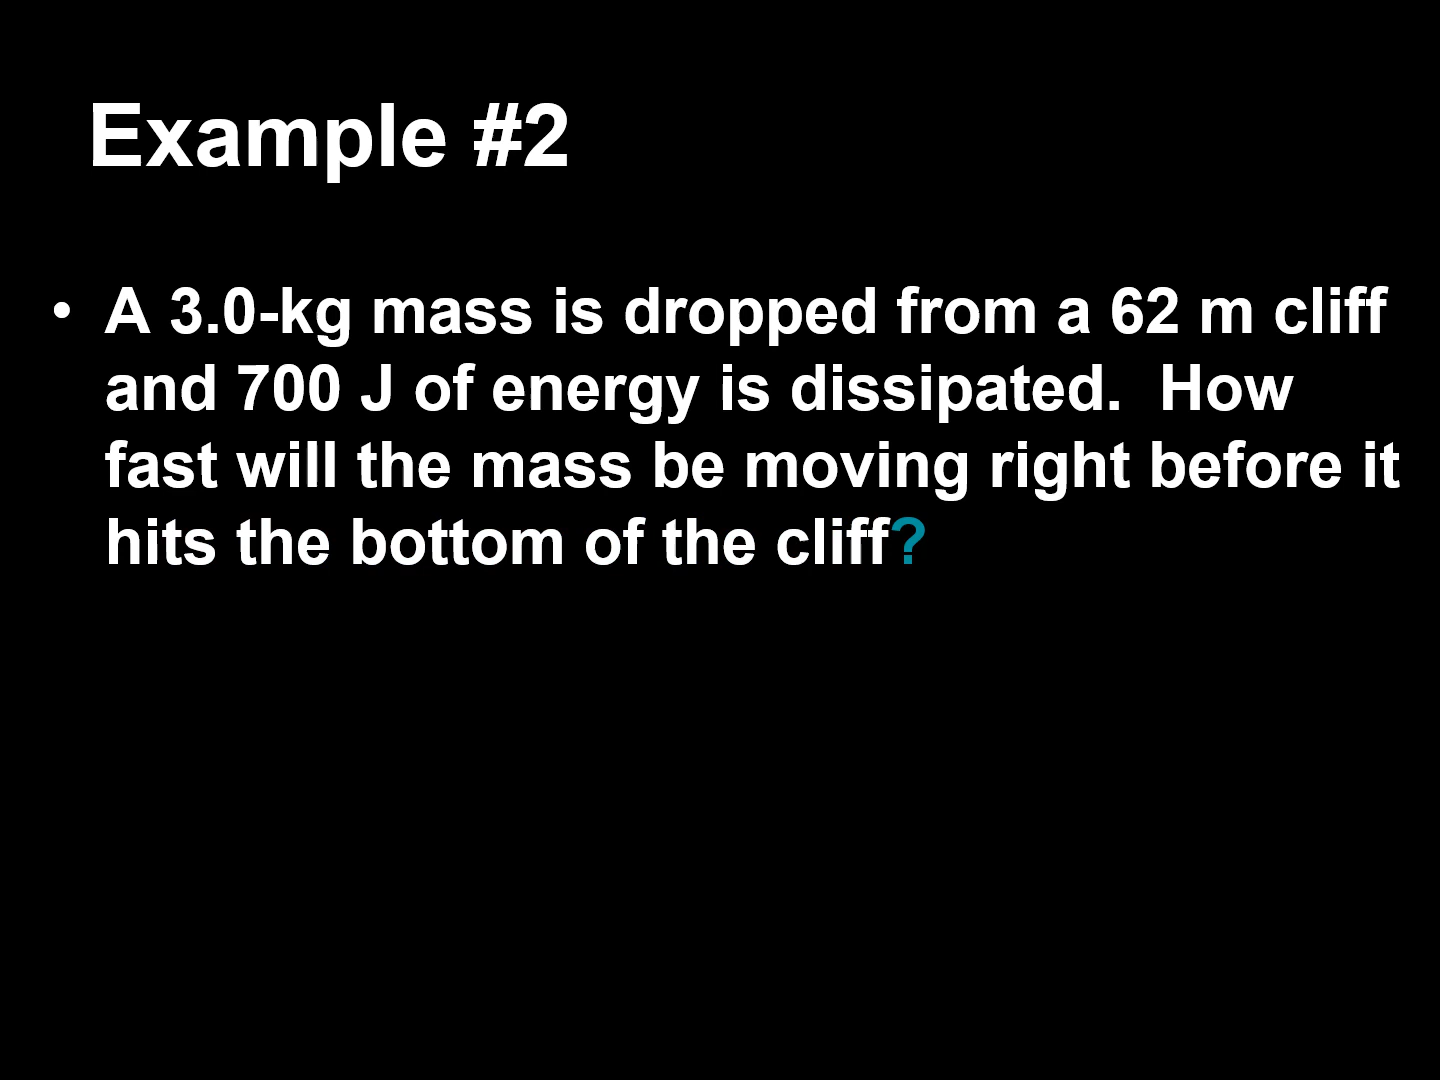 Example #2
• A 3.0-kg mass is dropped from a 62 m cliff
and 700 J of energy is dissipated.  How
fast will the mass be moving right before it
hits the bottom of the cliff?